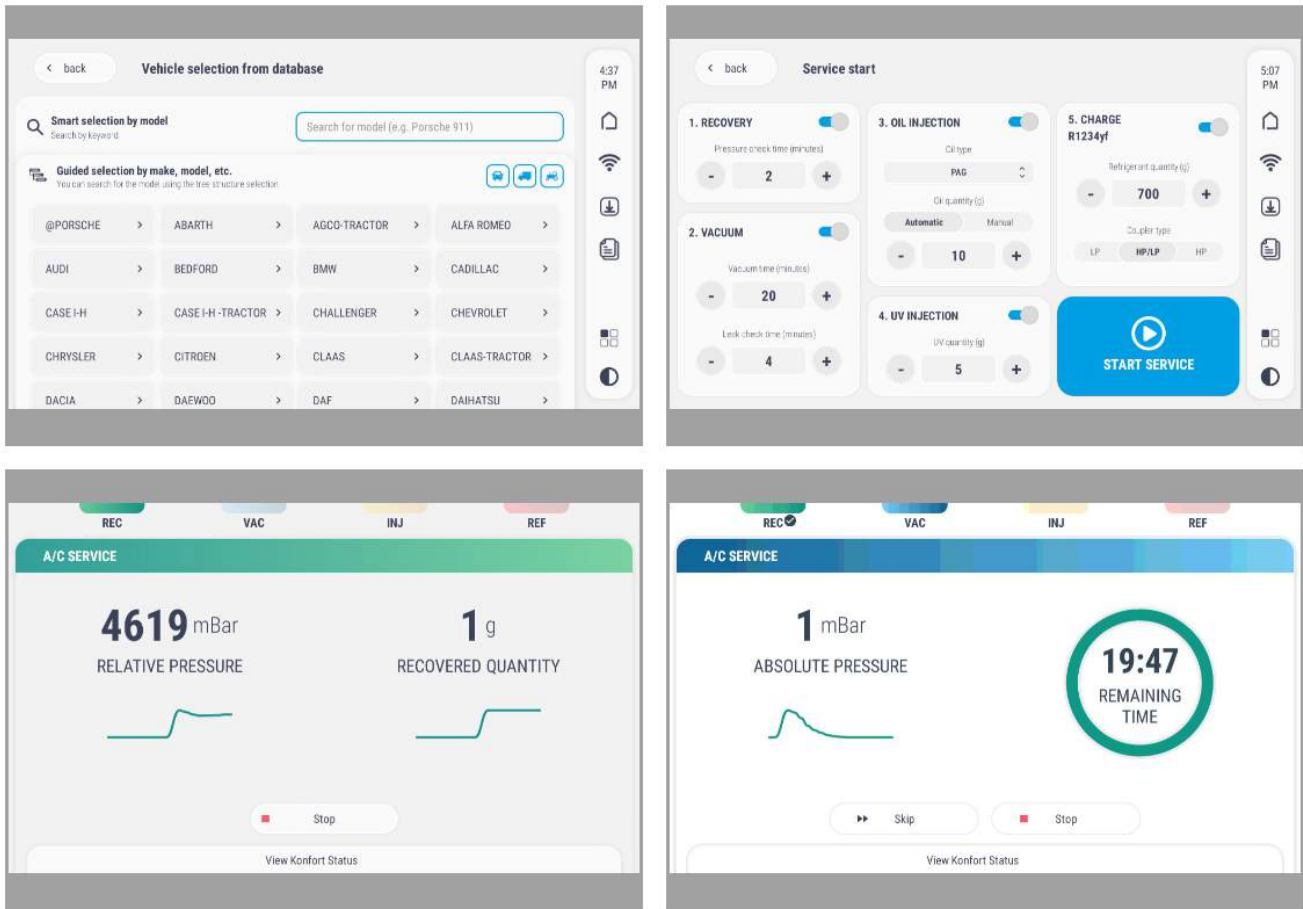 back
Vehicle selection from database
4:37
PM
Smart selection by model
Search by keyword
Search for model (e.g. Porsche 911)
Guided selection by make, model, etc.
You can search for the model using the tree structure selection
@PORSCHE
ABARTH
AGCO-TRACTOR
ALFA ROMEO
AUDI
BEDFORD
BMW
CADILLAC
CASE I-H
CASE I-H -TRACTOR
CHALLENGER
CHEVROLET
CHRYSLER
CITROEN
CLAAS
CLAAS-TRACTOR
DACIA
DAEWOO
DAF
DAIHATSU
back
Service start
5:07
PM
1. RECOVERY
Pressure check time (minutes)
- 2 +
2. VACUUM
Vacuum time (minutes)
- 20 +
Leak check time (minutes)
- 4 +
3. OIL INJECTION
Oil type
PAG
Oil quantity (g)
Automatic Manual
- 10 +
4. UV INJECTION
UV quantity (g)
- 5 +
5. CHARGE
R1234yf
Refrigerant quantity (g)
- 700 +
Coupler type
LP HP/LP HP
START SERVICE
REC VAC INJ REF
A/C SERVICE
4619 mBar
RELATIVE PRESSURE
1 g
RECOVERED QUANTITY
Stop
View Konfort Status
REC VAC INJ REF
A/C SERVICE
1 mBar
ABSOLUTE PRESSURE
19:47
REMAINING
TIME
Skip
Stop
View Konfort Status